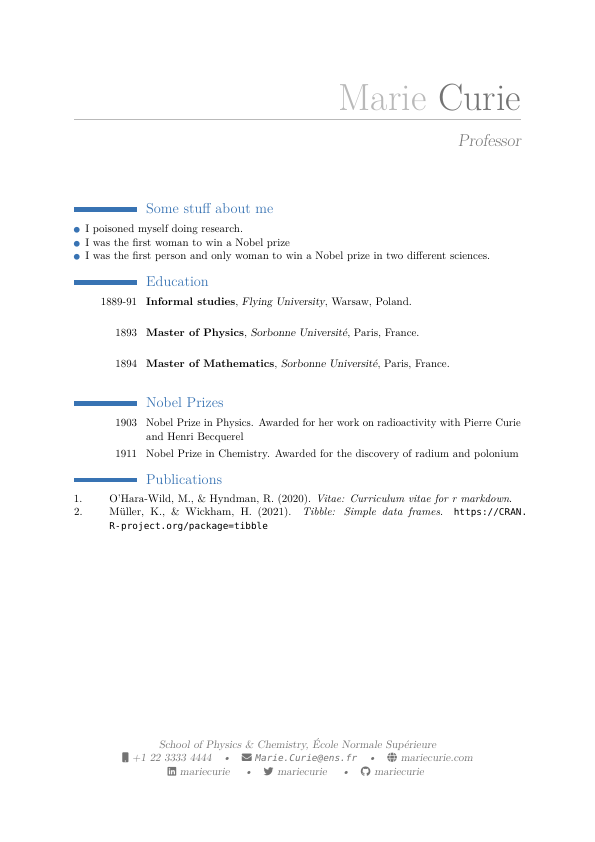 Marie Curie
Professor
Some stuff about me
● I poisoned myself doing research.
● I was the first woman to win a Nobel prize
● I was the first person and only woman to win a Nobel prize in two different sciences.
Education
1889-91 Informal studies, Flying University, Warsaw, Poland.
1893 Master of Physics, Sorbonne Université, Paris, France.
1894 Master of Mathematics, Sorbonne Université, Paris, France.
Nobel Prizes
1903 Nobel Prize in Physics. Awarded for her work on radioactivity with Pierre Curie
and Henri Becquerel
1911 Nobel Prize in Chemistry. Awarded for the discovery of radium and polonium
Publications
1. O'Hara-Wild, M., & Hyndman, R. (2020). Vitae: Curriculum vitae for r markdown.
2. Müller, K., & Wickham, H. (2021). Tibble: Simple data frames. https://CRAN.
R-project.org/package=tibble
School of Physics & Chemistry, École Normale Supérieure
+1 22 3333 4444 • Marie.Curie@ens.fr • mariecurie.com
mariecurie • mariecurie • mariecurie